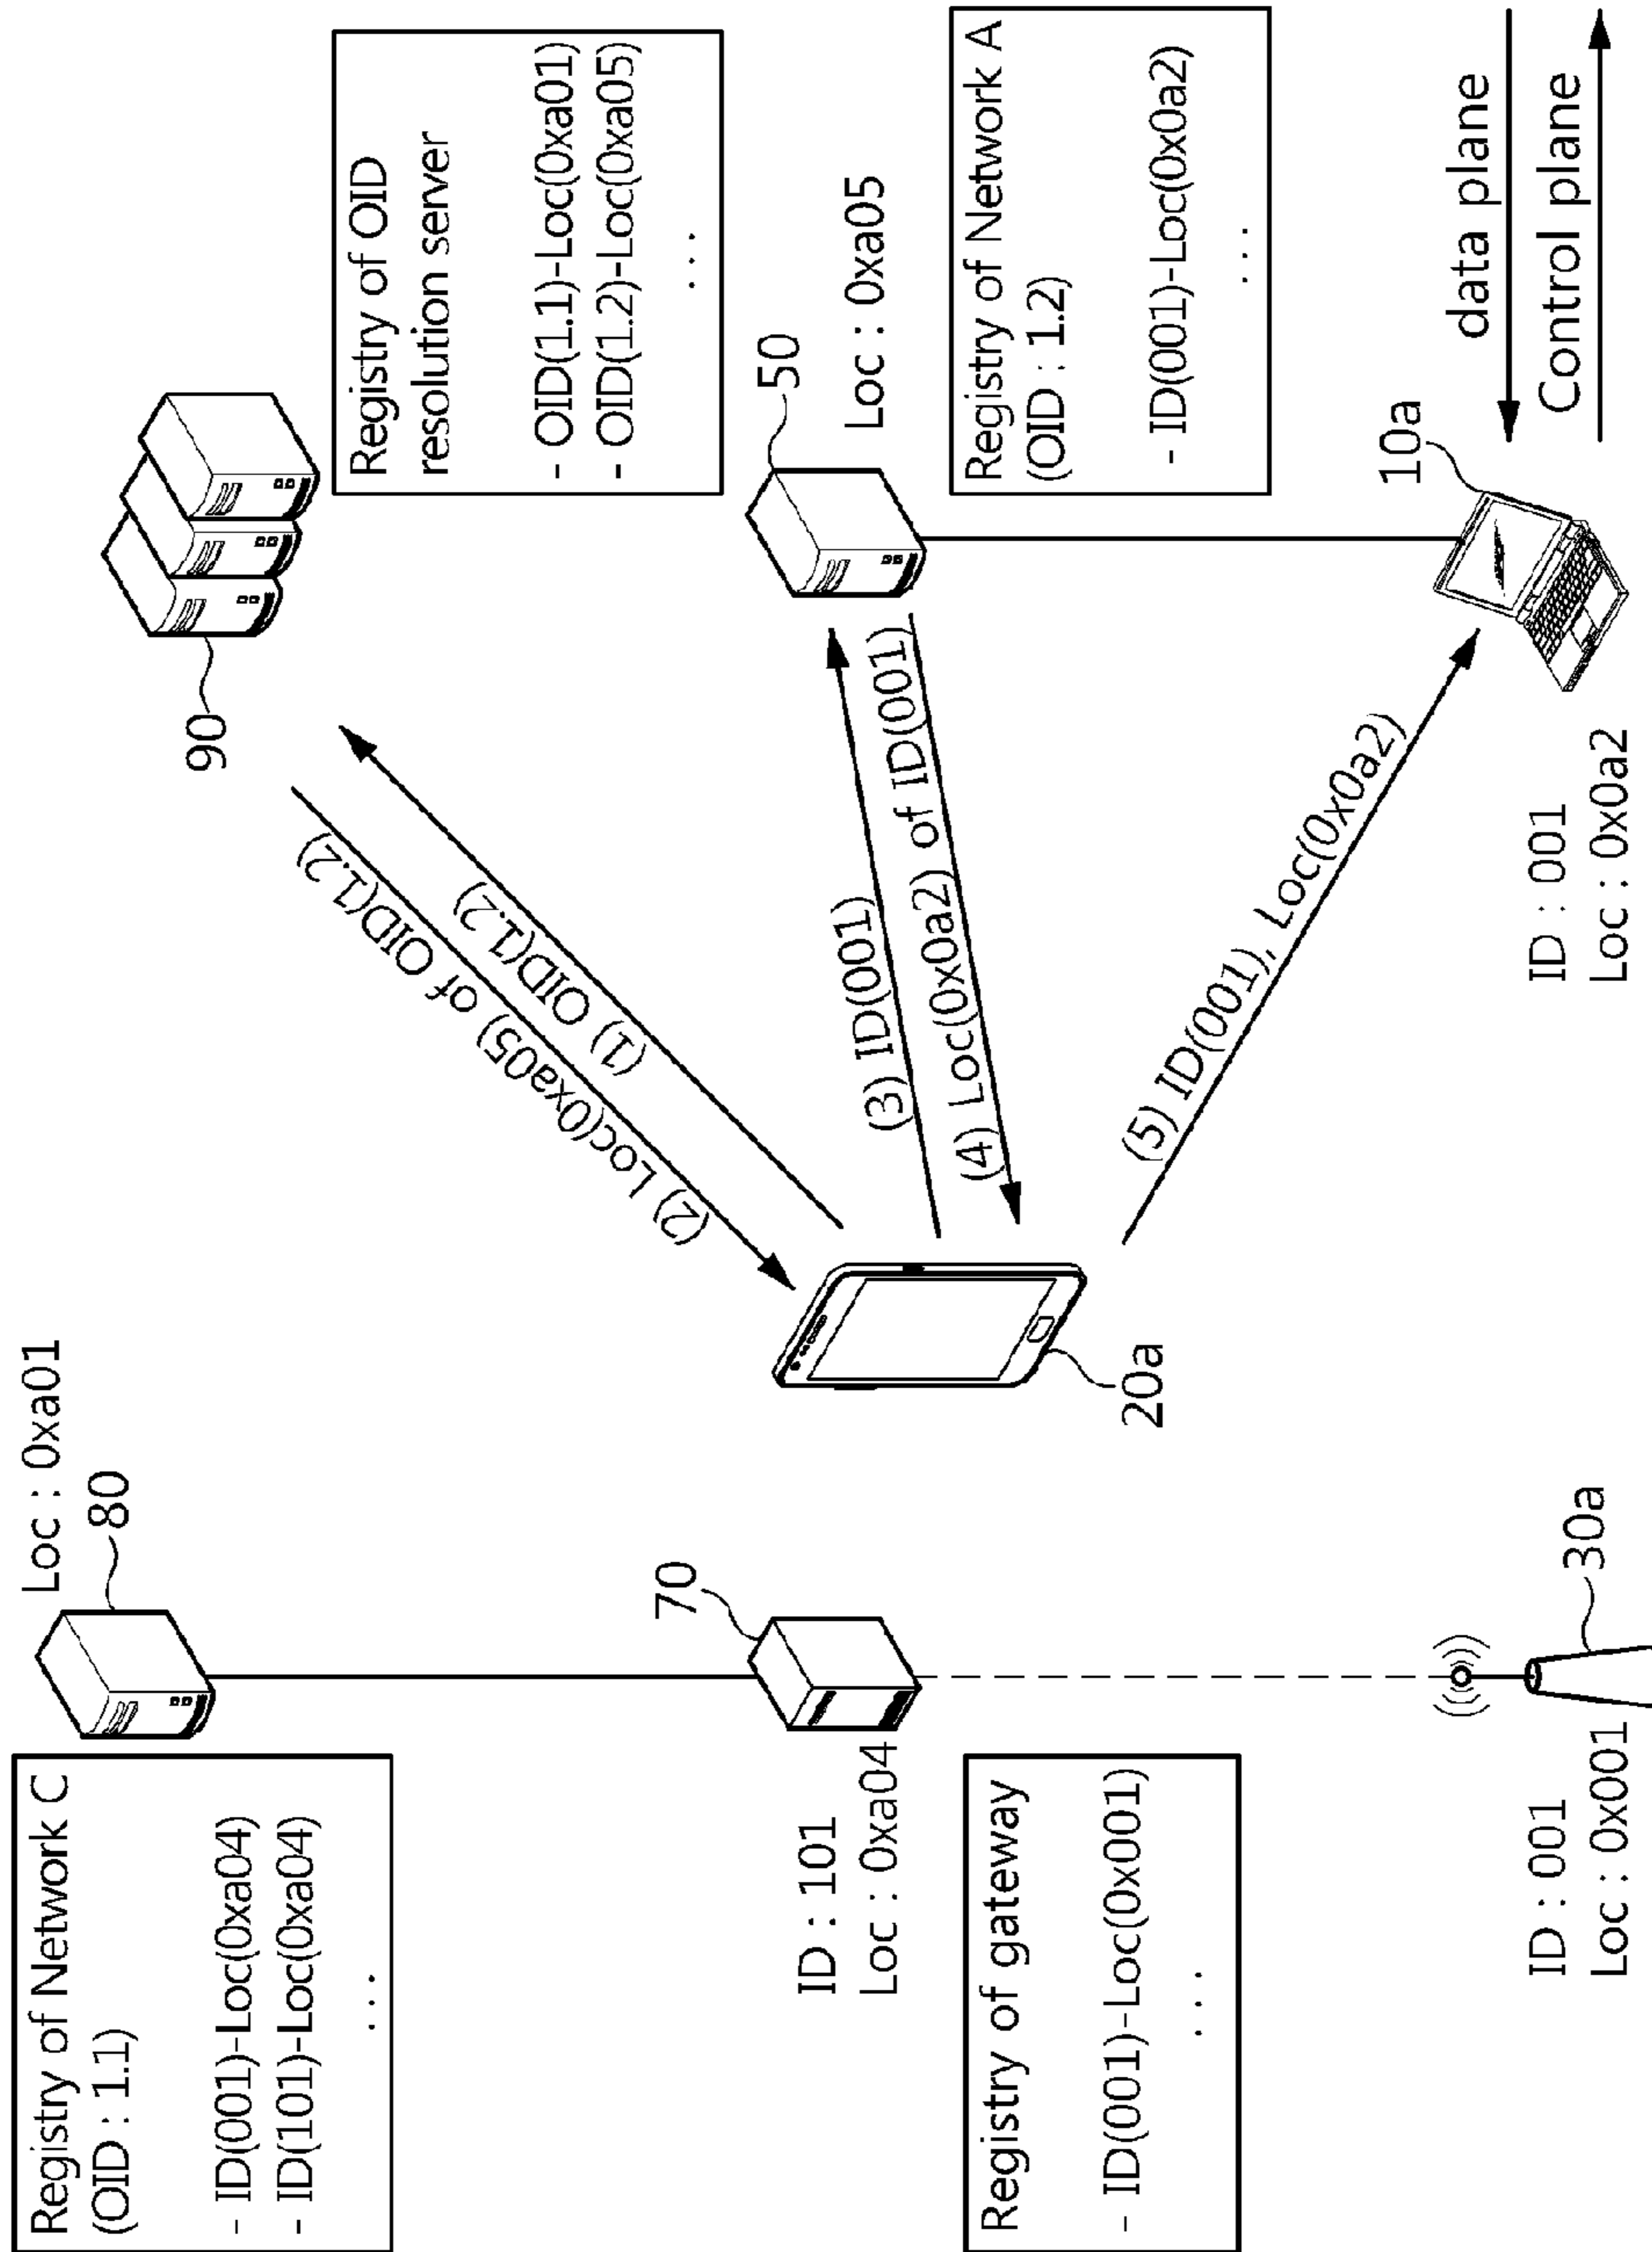 Registry of Network C
(OID : 1.1)
- ID(001)-Loc(0xa04)
- ID(101)-Loc(0xa04)
...
Loc : 0xa01
80
ID : 101
Loc : 0xa04
70
Registry of gateway
- ID(001)-Loc(0x001)
...
ID : 001
Loc : 0x001
30a
20a
90
(2) Loc(0xa05) of OID(1.2)
(1) OID(1.2)
(3) ID(001)
(4) Loc(0x0a2) of ID(001)
(5) ID(001), Loc(0x0a2)
Registry of OID
resolution server
- OID(1.1)-Loc(0xa01)
- OID(1.2)-Loc(0xa05)
...
50
Loc : 0xa05
Registry of Network A
(OID : 1.2)
- ID(001)-Loc(0x0a2)
...
10a
ID : 001
Loc : 0x0a2
data plane
Control plane